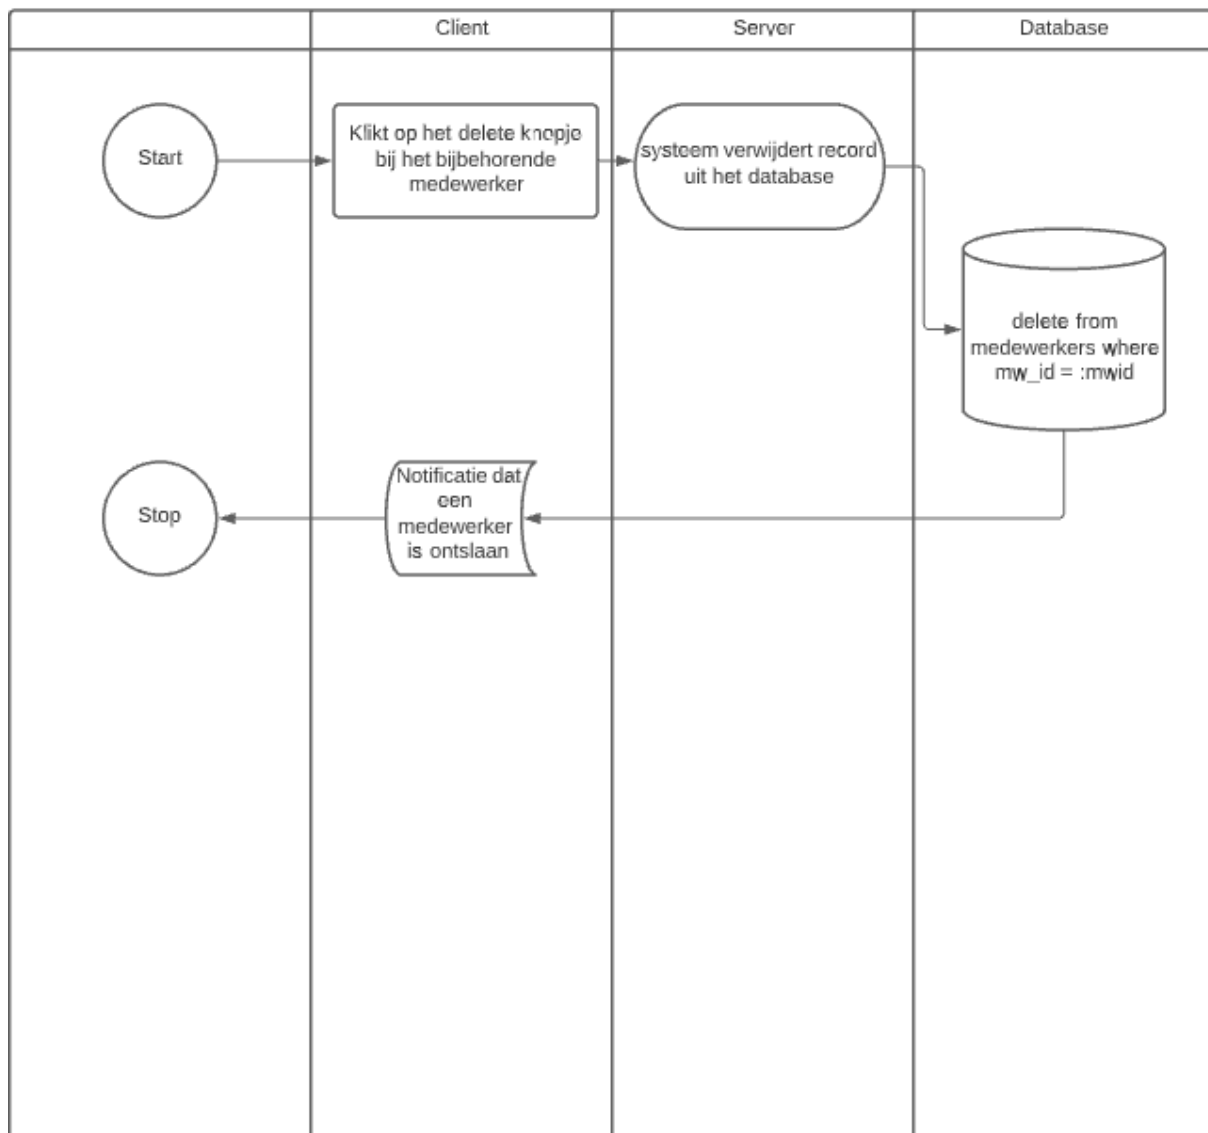 Client
Server
Database
Start
Klikt op het delete knopje
bij het bijbehorende
medewerker
systeem verwijdert record
uit het database
delete from
medewerkers where
mw_id = :mwid
Stop
Notificatie dat
een
medewerker
is ontslaan